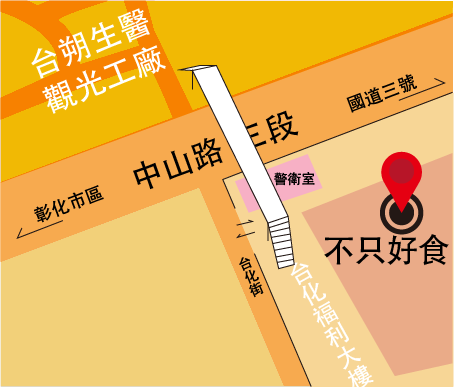 台朔生醫
觀光工廠
國道三號
中山路三段
警衛室
彰化市區
不只好食
台化街
台化福利大樓